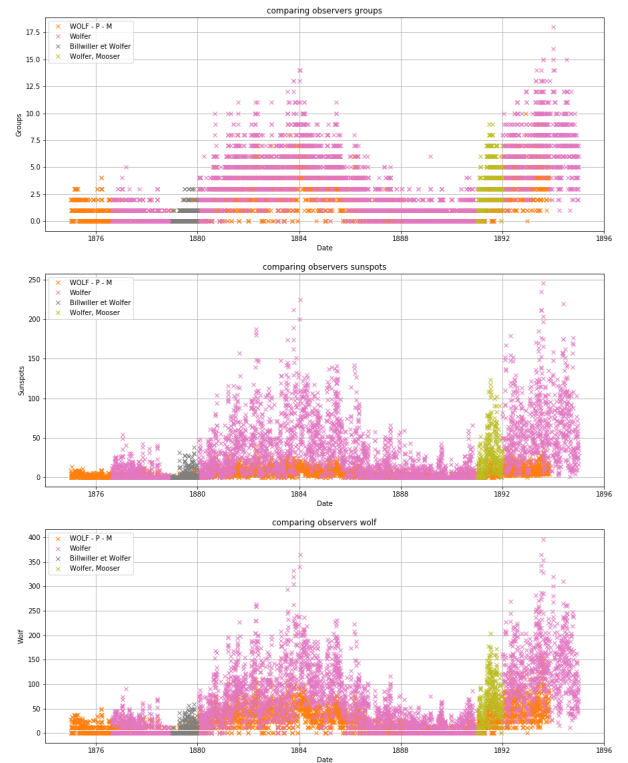 comparing observers groups
WOLF - P - M
Wolfer
Billwiller et Wolfer
Wolfer, Mooser
17.5
15.0
12.5
10.0
7.5
5.0
2.5
0.0
Groups
1876 1880 1884 1888 1892 1896
Date
comparing observers sunspots
WOLF - P - M
Wolfer
Billwiller et Wolfer
Wolfer, Mooser
250
200
150
100
50
0
Sunspots
1876 1880 1884 1888 1892 1896
Date
comparing observers wolf
WOLF - P - M
Wolfer
Billwiller et Wolfer
Wolfer, Mooser
400
350
300
250
200
150
100
50
0
Wolf
1876 1880 1884 1888 1892 1896
Date